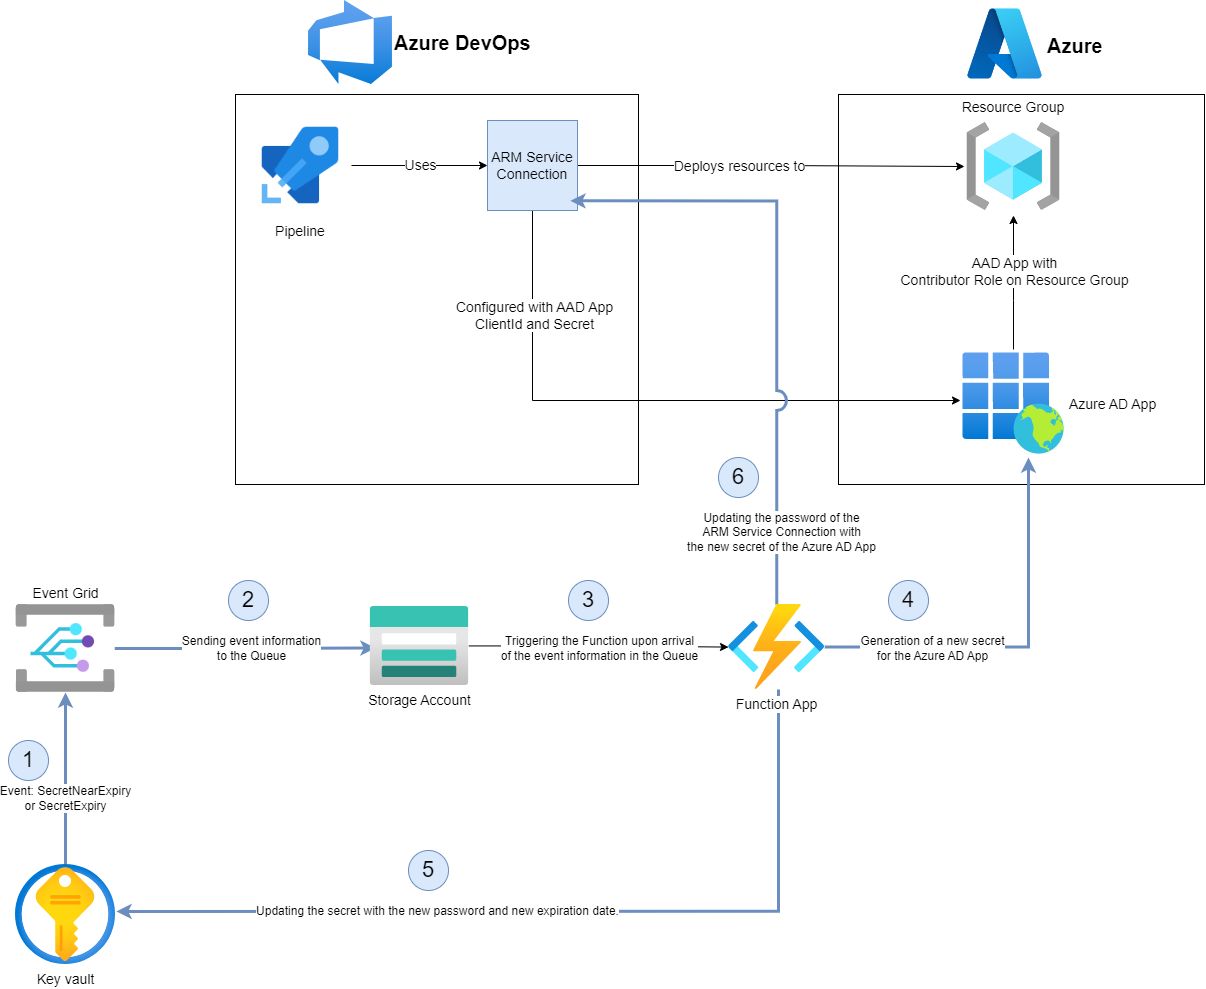 Azure DevOps
Azure
Resource Group
ARM Service
Connection
Uses
Deploys resources to
Pipeline
AAD App with
Contributor Role on Resource Group
Configured with AAD App
ClientId and Secret
Azure AD App
6
Updating the password of the
ARM Service Connection with
the new secret of the Azure AD App
Event Grid
2
Sending event information
to the Queue
3
Triggering the Function upon arrival
of the event information in the Queue
4
Generation of a new secret
for the Azure AD App
Storage Account
Function App
1
Event: SecretNearExpiry
or SecretExpiry
5
Updating the secret with the new password and new expiration date.
Key vault